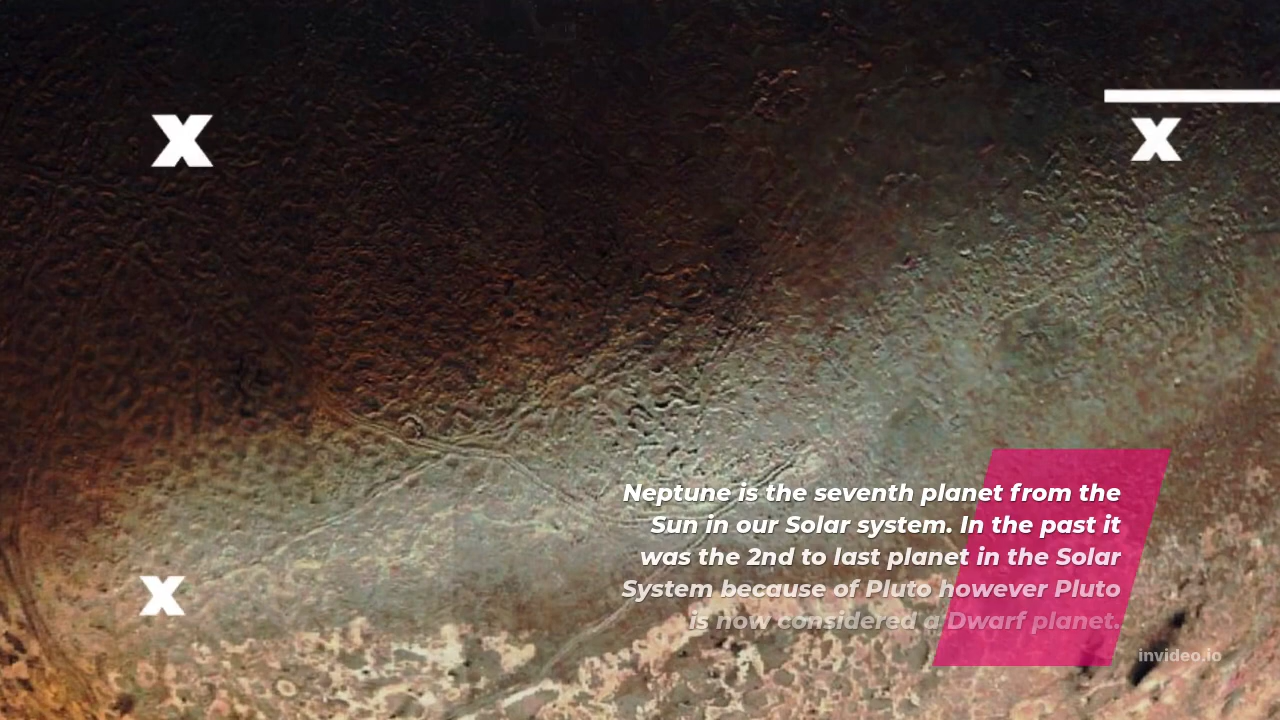 x
x
Neptune is the seventh planet from the
Sun in our Solar system. In the past it
was the 2nd to last planet in the Solar
System because of Pluto however Pluto
is now considered a Dwarf planet.
x
invideo.io